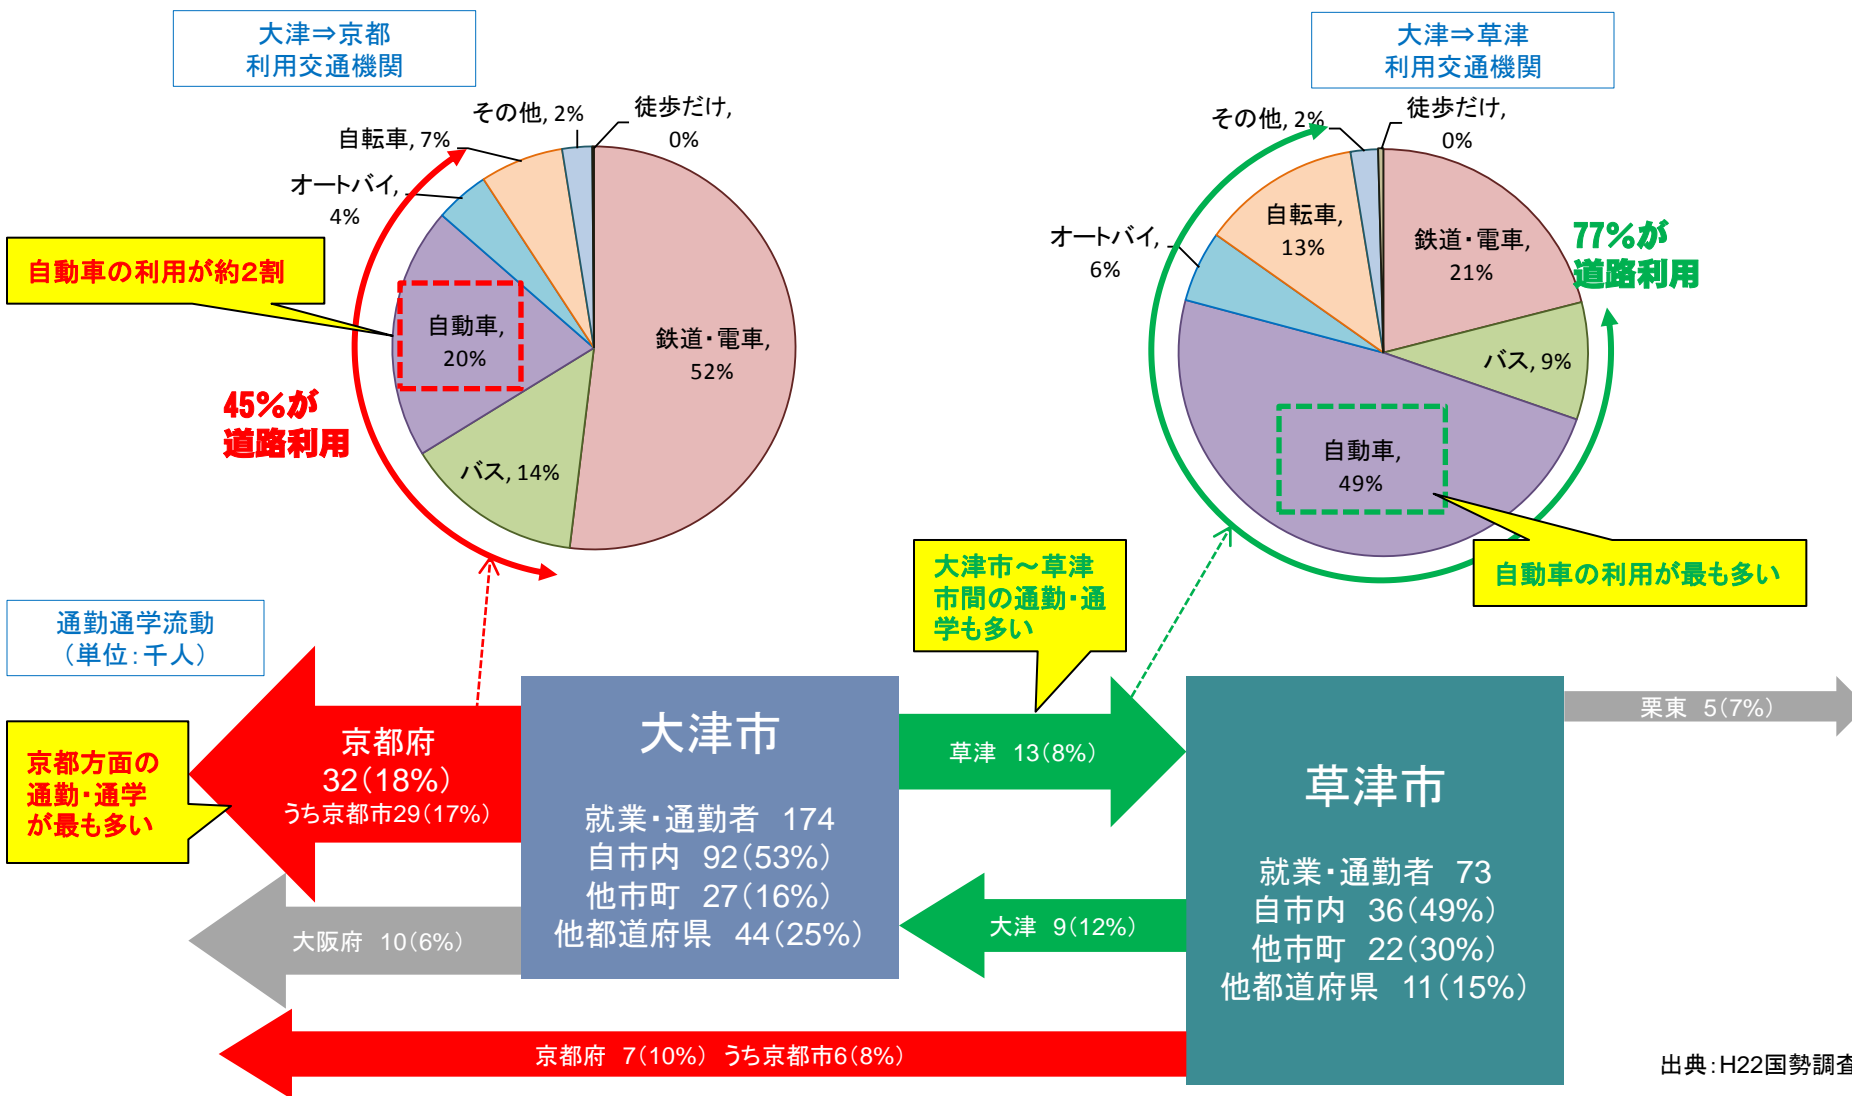 大津⇒京都
利用交通機関
大津⇒草津
利用交通機関
その他, 2%
徒歩だけ,
0%
自転車, 7%
オートバイ,
4%
自動車の利用が約2割
自動車,
20%
鉄道・電車,
52%
45%が
道路利用
バス, 14%
その他, 2%
徒歩だけ,
0%
自転車,
13%
オートバイ,
6%
鉄道・電車,
21%
77%が
道路利用
バス, 9%
自動車,
49%
自動車の利用が最も多い
大津市～草津
市間の通勤・通
学も多い
通勤通学流動
（単位：千人）
京都方面の
通勤・通学
が最も多い
京都府
32（18%）
うち京都市29（17%）
大津市
就業・通勤者 174
自市内 92（53%）
他市町 27（16%）
他都道府県 44（25%）
草津 13（8%）
草津市
就業・通勤者 73
自市内 36（49%）
他市町 22（30%）
他都道府県 11（15%）
栗東 5（7%）
大阪府 10（6%）
大津 9（12%）
京都府 7（10%） うち京都市6（8%）
出典：H22国勢調査